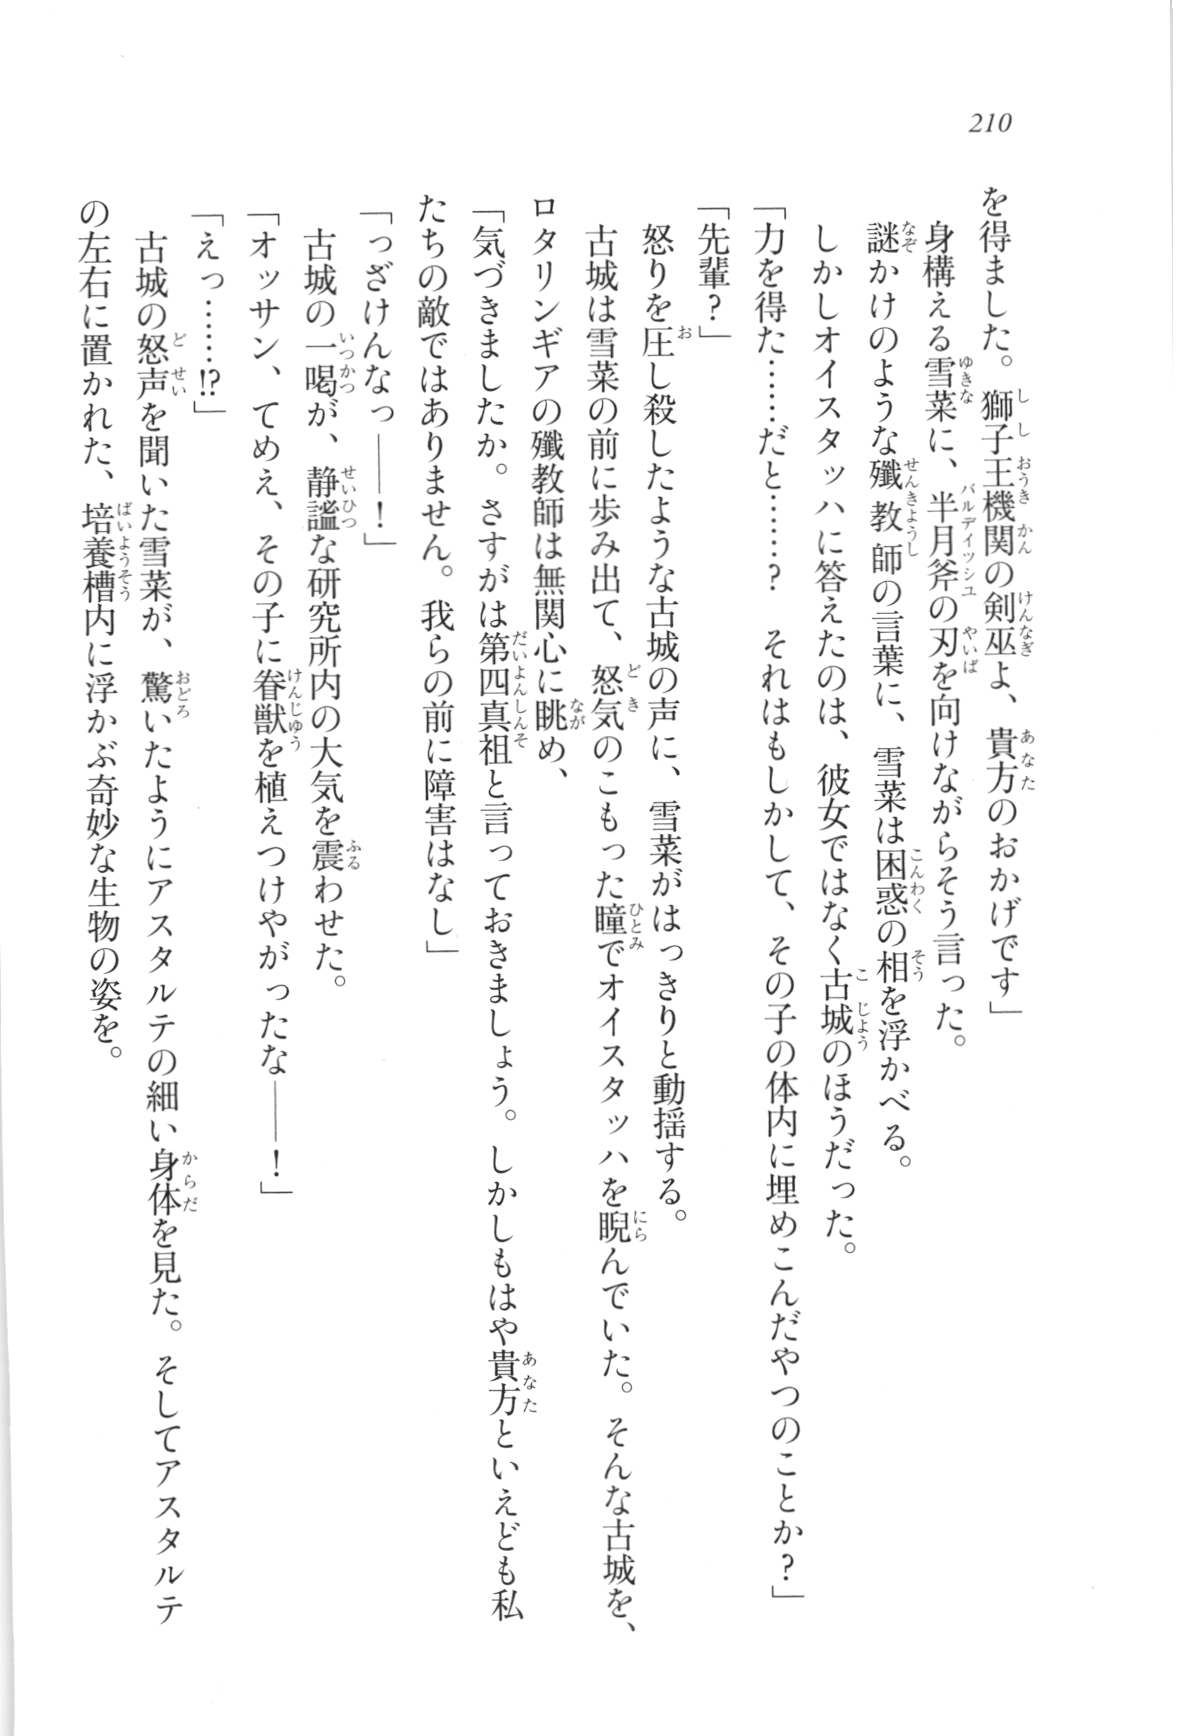 210
を得ました。獅子王機関の剣巫よ、貴方のおかげです」
身構える雪菜に、半月斧の刃を向けながらそう言った。
謎かけのような殲教師の言葉に、雪菜は困惑の相を浮かべる。
しかしオイスタッハに答えたのは、彼女ではなく古城のほうだった。
「力を得た……だと……？　それはもしかして、その子の体内に埋めこんだやつのことか？」
「先輩？」
怒りを圧し殺したような古城の声に、雪菜がはっきりと動揺する。
古城は雪菜の前に歩み出て、怒気のこもった瞳でオイスタッハを睨んでいた。そんな古城を、
ロタリンギアの殲教師は無関心に眺め、
「気づきましたか。さすがは第四真祖と言っておきましょう。しかしもはや貴方といえども私
たちの敵ではありません。我らの前に障害はなし」
「っざけんなっ――！」
古城の一喝が、静謐な研究所内の大気を震わせた。
「オッサン、てめえ、その子に眷獣を植えつけやがったな――！」
「えっ……!?」
古城の怒声を聞いた雪菜が、驚いたようにアスタルテの細い身体を見た。そしてアスタルテ
の左右に置かれた、培養槽内に浮かぶ奇妙な生物の姿を。